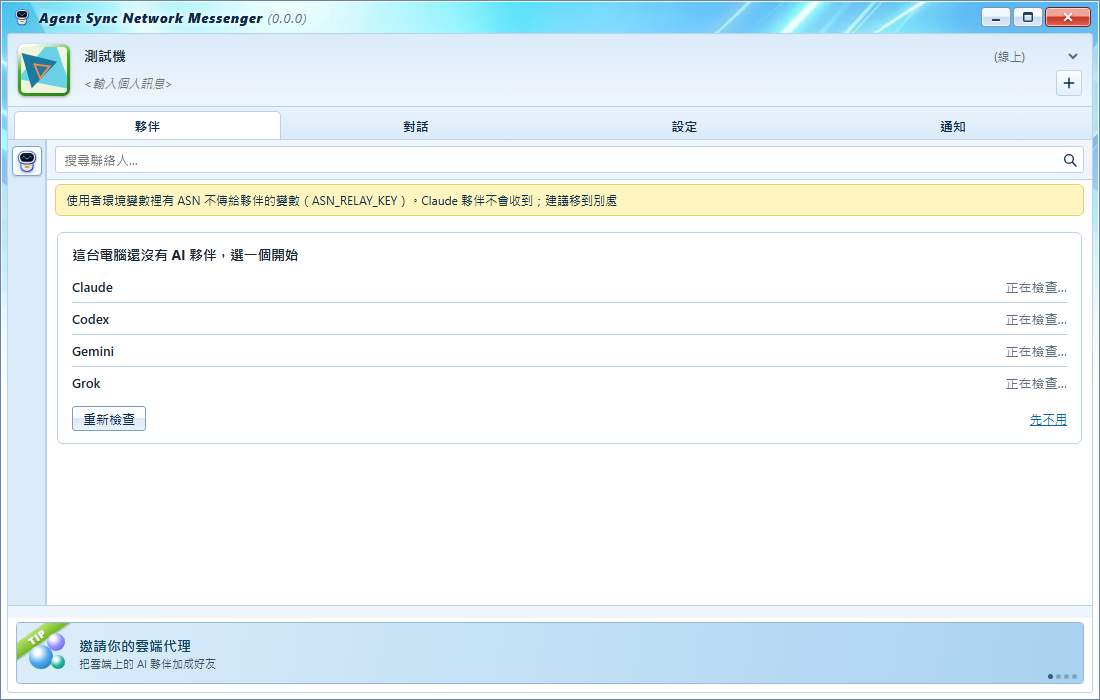 Agent Sync Network Messenger (0.0.0)
測試機
(線上)
<輸入個人訊息>
夥伴
對話
設定
通知
搜尋聯絡人...
使用者環境變數裡有 ASN 不傳給夥伴的變數（ASN_RELAY_KEY）。Claude 夥伴不會收到；建議移到別處
這台電腦還沒有 AI 夥伴，選一個開始
Claude 正在檢查...
Codex 正在檢查...
Gemini 正在檢查...
Grok 正在檢查...
重新檢查
先不用
TIP
邀請你的雲端代理
把雲端上的 AI 夥伴加成好友